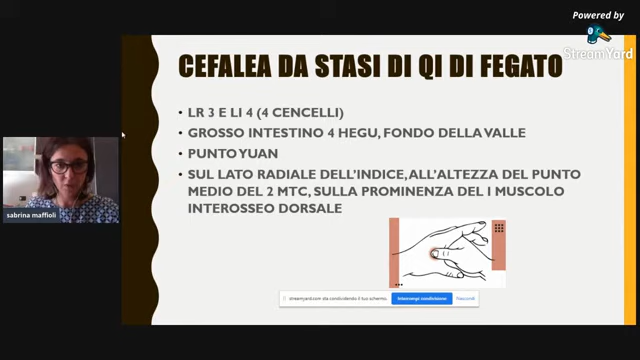 Powered by
StreamYard
CEFALEA DA STASI DI QI DI FEGATO
• LR 3 E LI 4 (4 CENCELLI)
• GROSSO INTESTINO 4 HEGU, FONDO DELLA VALLE
• PUNTO YUAN
• SUL LATO RADIALE DELL'INDICE, ALL'ALTEZZA DEL PUNTO
MEDIO DEL 2 MTC, SULLA PROMINENZA DEL I MUSCOLO
INTEROSSEO DORSALE
sabrina maffioli
streamyard.com sta condividendo il tuo schermo.
Interrompi condivisione
Nascondi